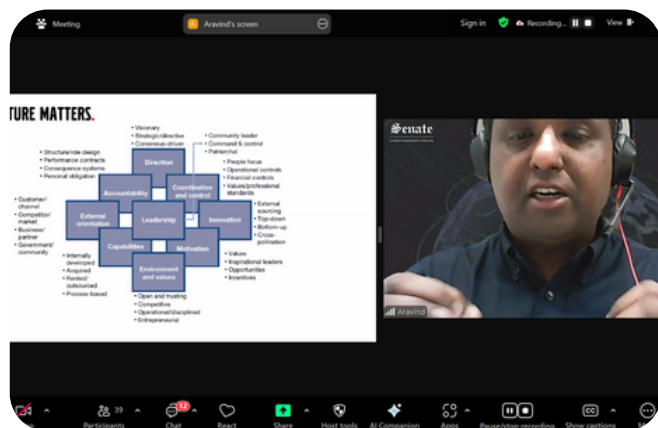 Meeting
Aravind's screen
Sign in
Recording...
View
TURE MATTERS.
• Visionary
• Strategic/directive
• Consensus-driven
• Community leader
• Command & control
• Patriarchal
• Structure/role design
• Performance contracts
• Consequence systems
• Personal obligation
Direction
• People focus
• Operational controls
• Financial controls
• Values/professional
standards
Accountability
Coordination
and control
• Customer/
channel
• Competitor/
market
• Business/
partner
• Government/
community
External
orientation
Leadership
Innovation
• External
sourcing
• Top-down
• Bottom-up
• Cross-
pollination
Capabilities
Motivation
• Internally
developed
• Acquired
• Rented/
outsourced
• Process-based
Environment
and values
• Values
• Inspirational leaders
• Opportunities
• Incentives
• Open and trusting
• Competitive
• Operational/disciplined
• Entrepreneurial
Senate
Aravind
39
12
CC
Participants
Chat
React
Share
Host tools
AI Companion
Apps
Pause/stop recording
Show captions